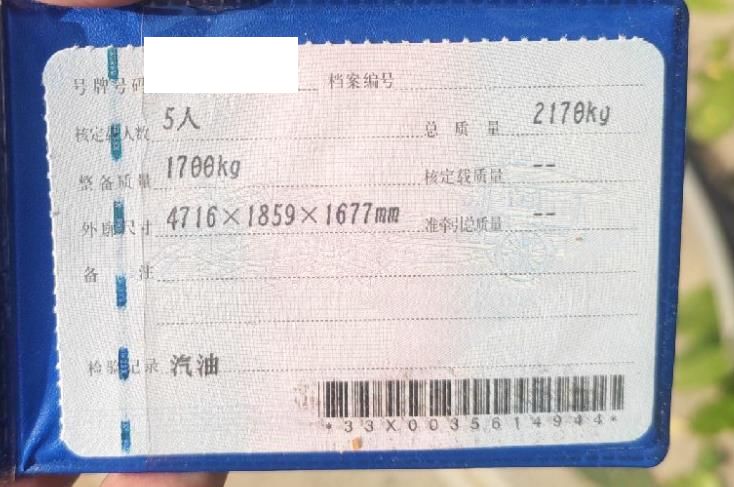 号牌号码 档案编号
核定载人数 5人 总质量 2170kg
整备质量 1700kg 核定载质量 --
外廓尺寸 4716×1859×1677mm 准牵引总质量 --
备注
检验记录 汽油
*33X0035614944*